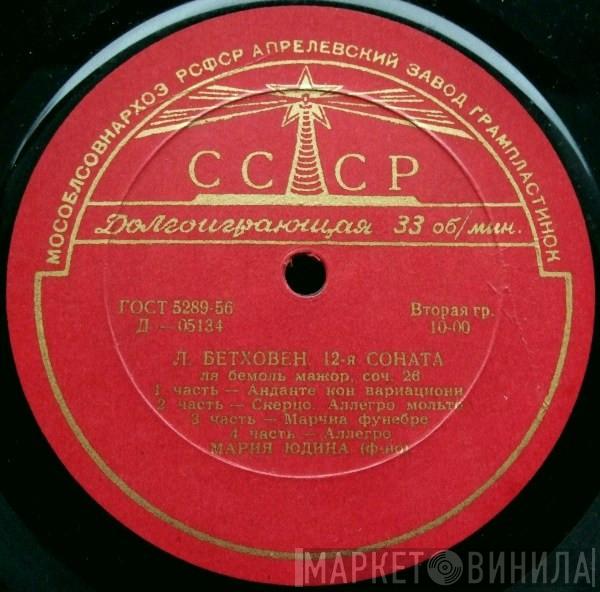 МОСОБЛСОВНАРХОЗ РСФСР АПРЕЛЕВСКИЙ ЗАВОД ГРАМПЛАСТИНОК
СССР
Долгоиграющая 33 об/мин.
ГОСТ 5289-56
Д—05134
Вторая гр.
10-00
Л. БЕТХОВЕН. 12-я СОНАТА
ля бемоль мажор, соч. 26
1 часть — Анданте кон вариациони
2 часть — Скерцо. Аллегро мольто
3 часть — Марчиа фунебре
4 часть — Аллегро
МАРИЯ ЮДИНА (ф-но)
МАРКЕТ ВИНИЛА